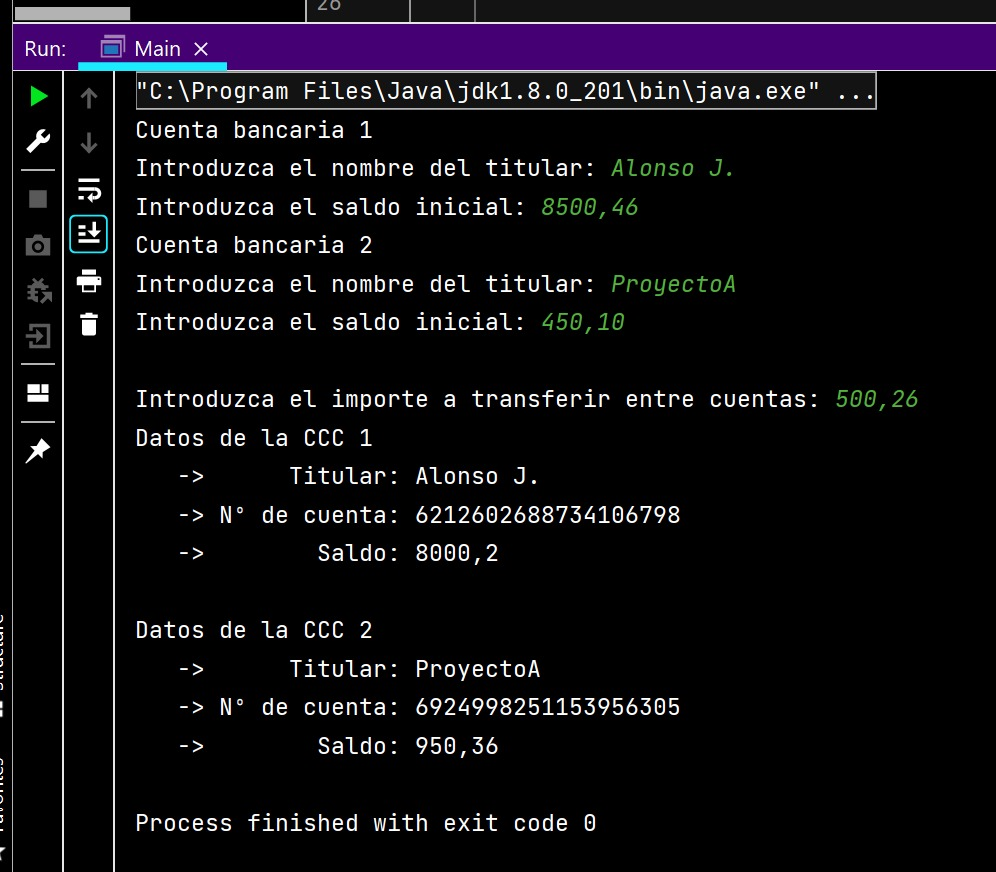 26
Run: Main
"C:\Program Files\Java\jdk1.8.0_201\bin\java.exe" ...
Cuenta bancaria 1
Introduzca el nombre del titular: Alonso J.
Introduzca el saldo inicial: 8500,46
Cuenta bancaria 2
Introduzca el nombre del titular: ProyectoA
Introduzca el saldo inicial: 450,10
Introduzca el importe a transferir entre cuentas: 500,26
Datos de la CCC 1
-> Titular: Alonso J.
-> Nº de cuenta: 6212602688734106798
-> Saldo: 8000,2
Datos de la CCC 2
-> Titular: ProyectoA
-> Nº de cuenta: 6924998251153956305
-> Saldo: 950,36
Process finished with exit code 0